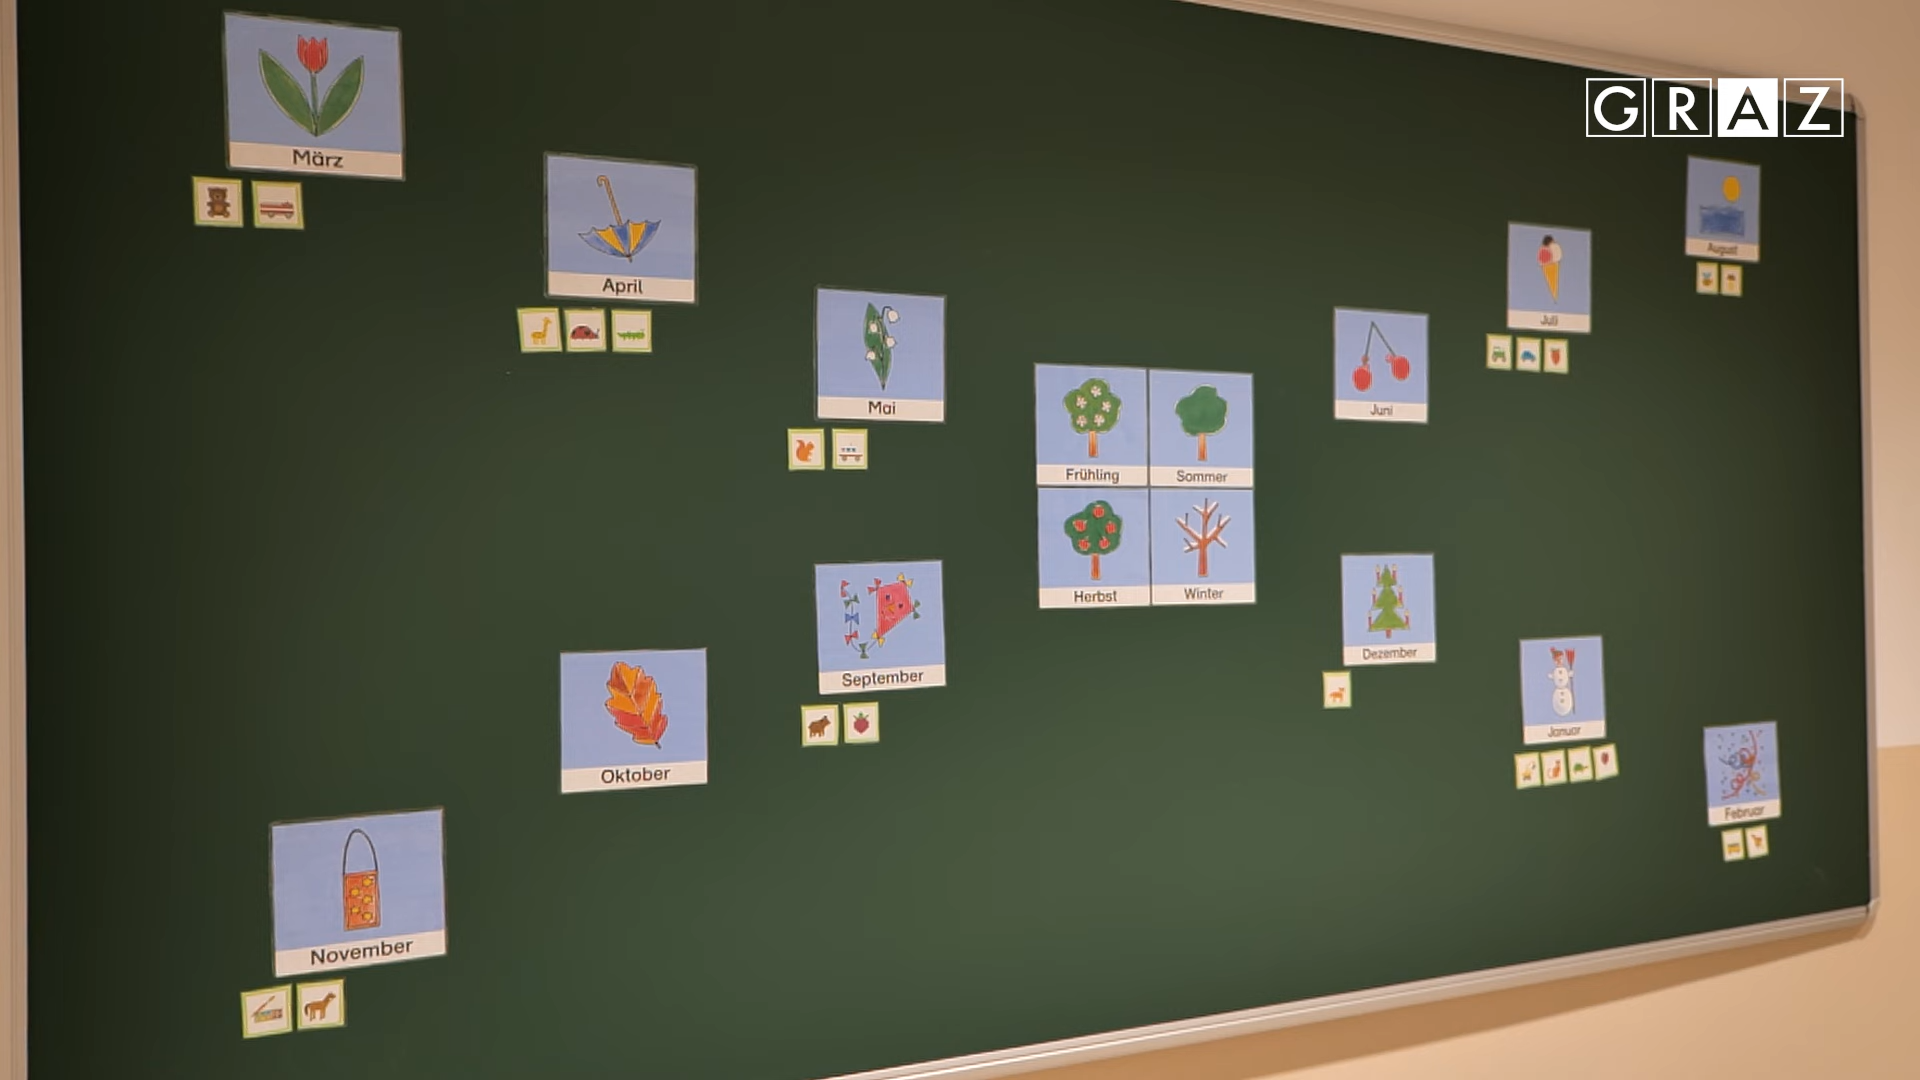 GRAZ
März
April
Mai
Juni
Juli
August
Frühling
Sommer
Herbst
Winter
September
Oktober
November
Dezember
Januar
Februar